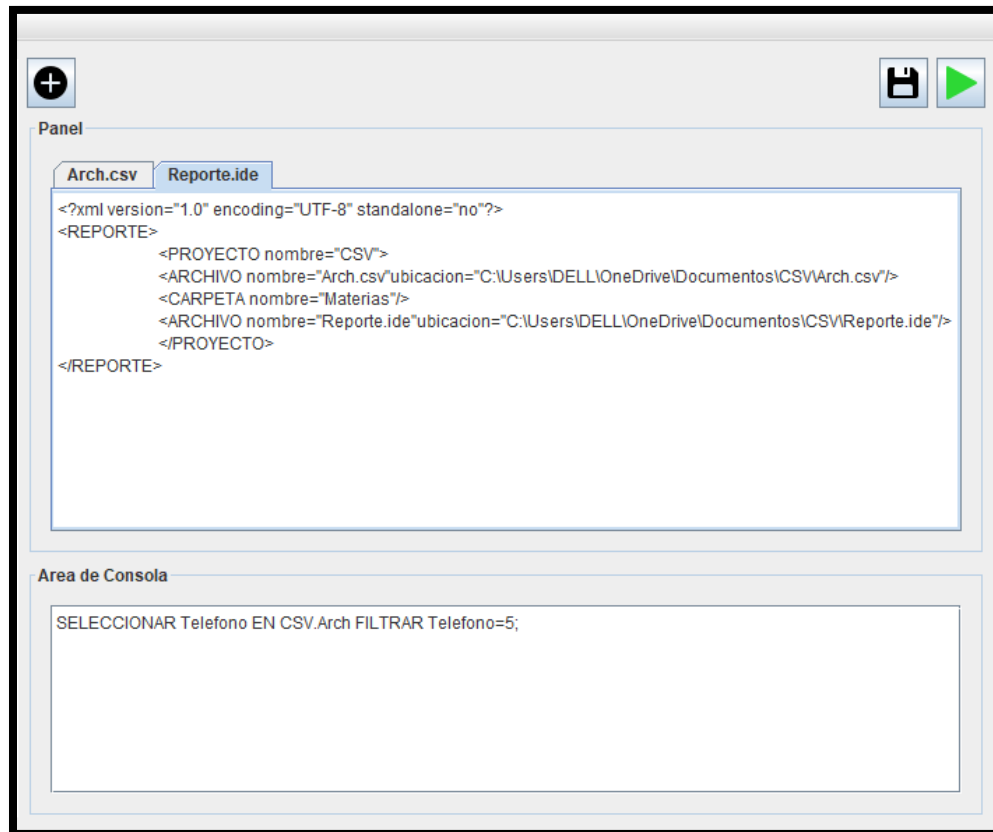 Panel
Arch.csv Reporte.ide
<?xml version="1.0" encoding="UTF-8" standalone="no"?>
<REPORTE>
<PROYECTO nombre="CSV">
<ARCHIVO nombre="Arch.csv"ubicacion="C:\Users\DELL\OneDrive\Documentos\CSV\Arch.csv"/>
<CARPETA nombre="Materias"/>
<ARCHIVO nombre="Reporte.ide"ubicacion="C:\Users\DELL\OneDrive\Documentos\CSV\Reporte.ide"/>
</PROYECTO>
</REPORTE>
Area de Consola
SELECCIONAR Telefono EN CSV.Arch FILTRAR Telefono=5;